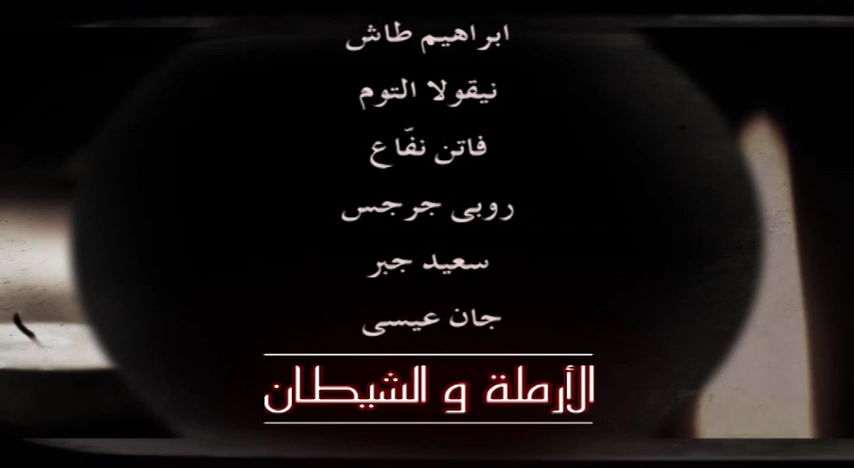 ابراهيم طاش
نيقولا التوم
فاتن نفّاع
روبى جرجس
سعيد جبر
جان عيسى
الأرملة و الشيطان